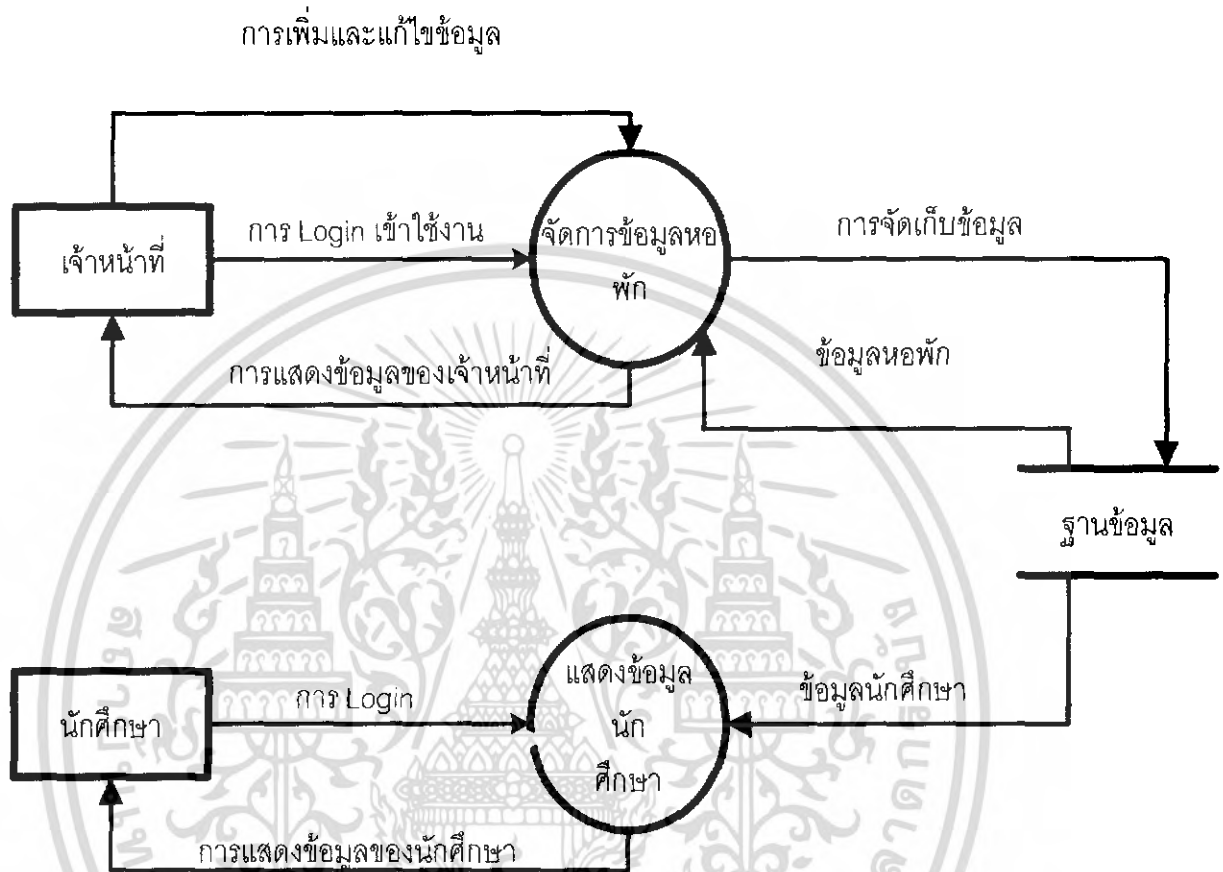 การเพิ่มและแก้ไขข้อมูล
การ Login เข้าใช้งาน
การจัดเก็บข้อมูล
เจ้าหน้าที่
จัดการข้อมูลหอ
พัก
ข้อมูลหอพัก
การแสดงข้อมูลของเจ้าหน้าที่
ฐานข้อมูล
แสดงข้อมูล
นัก
ศึกษา
การ Login
ข้อมูลนักศึกษา
นักศึกษา
การแสดงข้อมูลของนักศึกษา